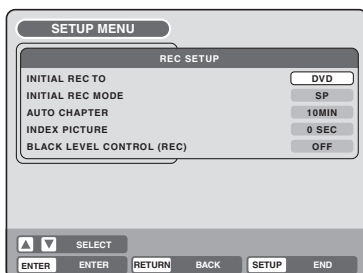 SETUP MENU
REC SETUP
INITIAL REC TO DVD
INITIAL REC MODE SP
AUTO CHAPTER 10MIN
INDEX PICTURE 0 SEC
BLACK LEVEL CONTROL (REC) OFF
SELECT
ENTER ENTER RETURN BACK SETUP END